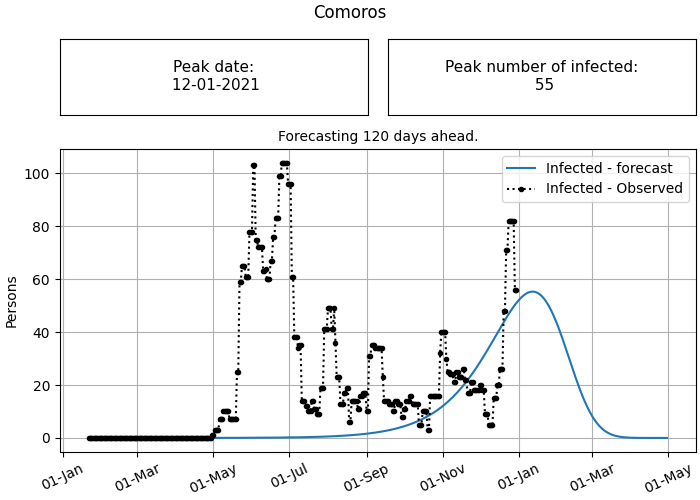 Comoros
Peak date:
12-01-2021
Peak number of infected:
55
Forecasting 120 days ahead.
Infected - forecast
Infected - Observed
Persons
100
80
60
40
20
0
01-Jan
01-Mar
01-May
01-Jul
01-Sep
01-Nov
01-Jan
01-Mar
01-May